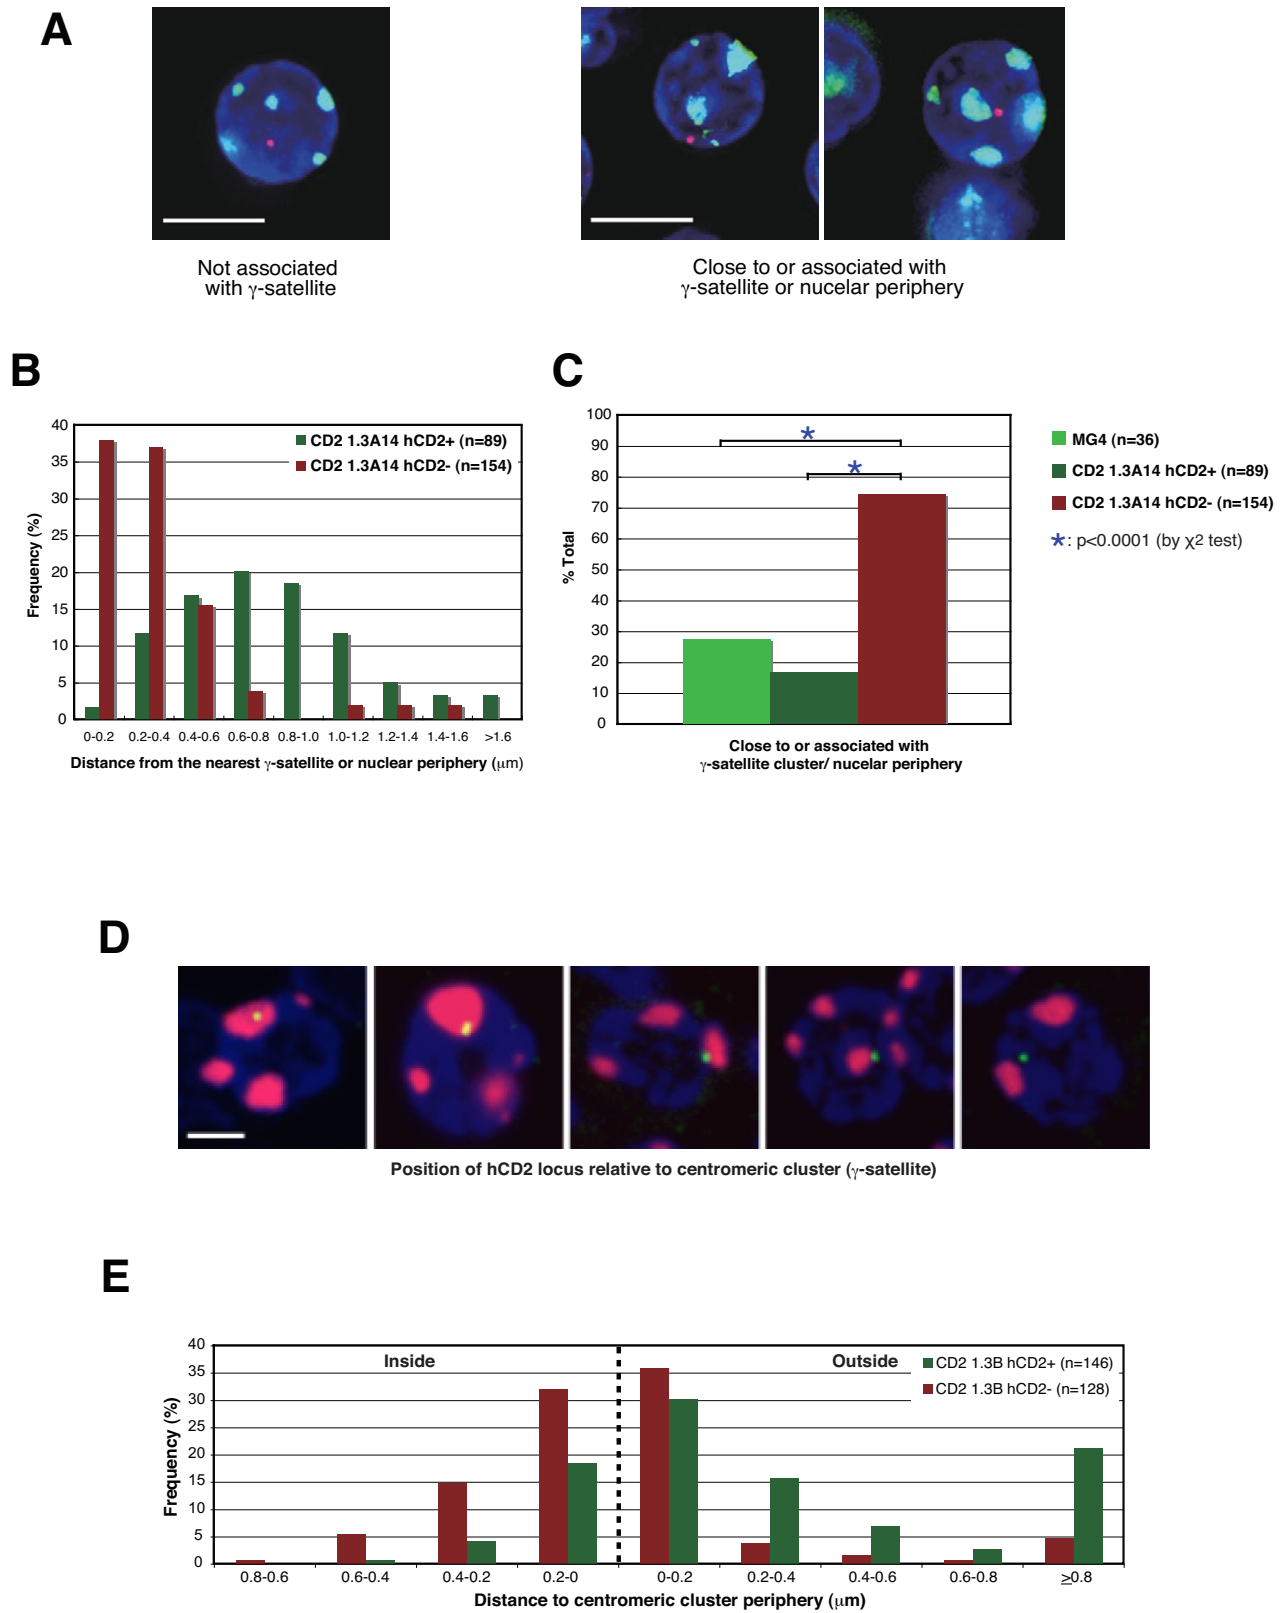 A
Not associated
with γ-satellite
Close to or associated with
γ-satellite or nucelar periphery
B
40
35
30
25
20
15
10
5
0
Frequency (%)
CD2 1.3A14 hCD2+ (n=89)
CD2 1.3A14 hCD2- (n=154)
0-0.2 0.2-0.4 0.4-0.6 0.6-0.8 0.8-1.0 1.0-1.2 1.2-1.4 1.4-1.6 >1.6
Distance from the nearest γ-satellite or nuclear periphery (μm)
C
100
90
80
70
60
50
40
30
20
10
0
% Total
*
*
Close to or associated with
γ-satellite cluster/ nucelar periphery
MG4 (n=36)
CD2 1.3A14 hCD2+ (n=89)
CD2 1.3A14 hCD2- (n=154)
*: p<0.0001 (by χ2 test)
D
Position of hCD2 locus relative to centromeric cluster (γ-satellite)
E
40
35
30
25
20
15
10
5
0
Frequency (%)
Inside
Outside
CD2 1.3B hCD2+ (n=146)
CD2 1.3B hCD2- (n=128)
0.8-0.6 0.6-0.4 0.4-0.2 0.2-0 0-0.2 0.2-0.4 0.4-0.6 0.6-0.8 ≥0.8
Distance to centromeric cluster periphery (μm)